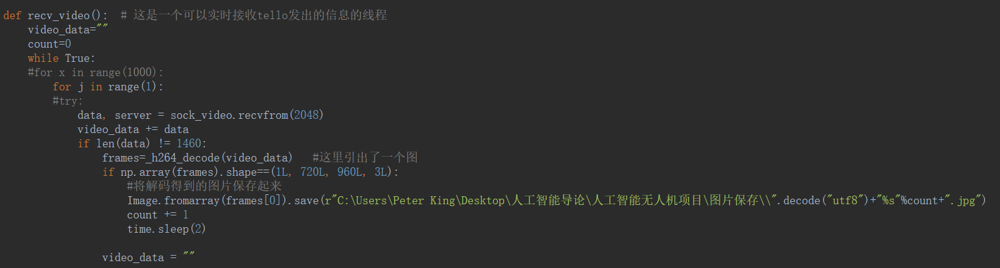 def recv_video():  # 这是一个可以实时接收tello发出的信息的线程
    video_data=""
    count=0
    while True:
    #for x in range(1000):
        for j in range(1):
        #try:
            data, server = sock_video.recvfrom(2048)
            video_data += data
            if len(data) != 1460:
                frames=_h264_decode(video_data)   #这里引出了一个图
                if np.array(frames).shape==(1L, 720L, 960L, 3L):
                    #将解码得到的图片保存起来
                    Image.fromarray(frames[0]).save(r"C:\Users\Peter King\Desktop\人工智能导论\人工智能无人机项目\图片保存\\".decode("utf8")+"%s"%count+".jpg")
                    count += 1
                    time.sleep(2)
                video_data = ""